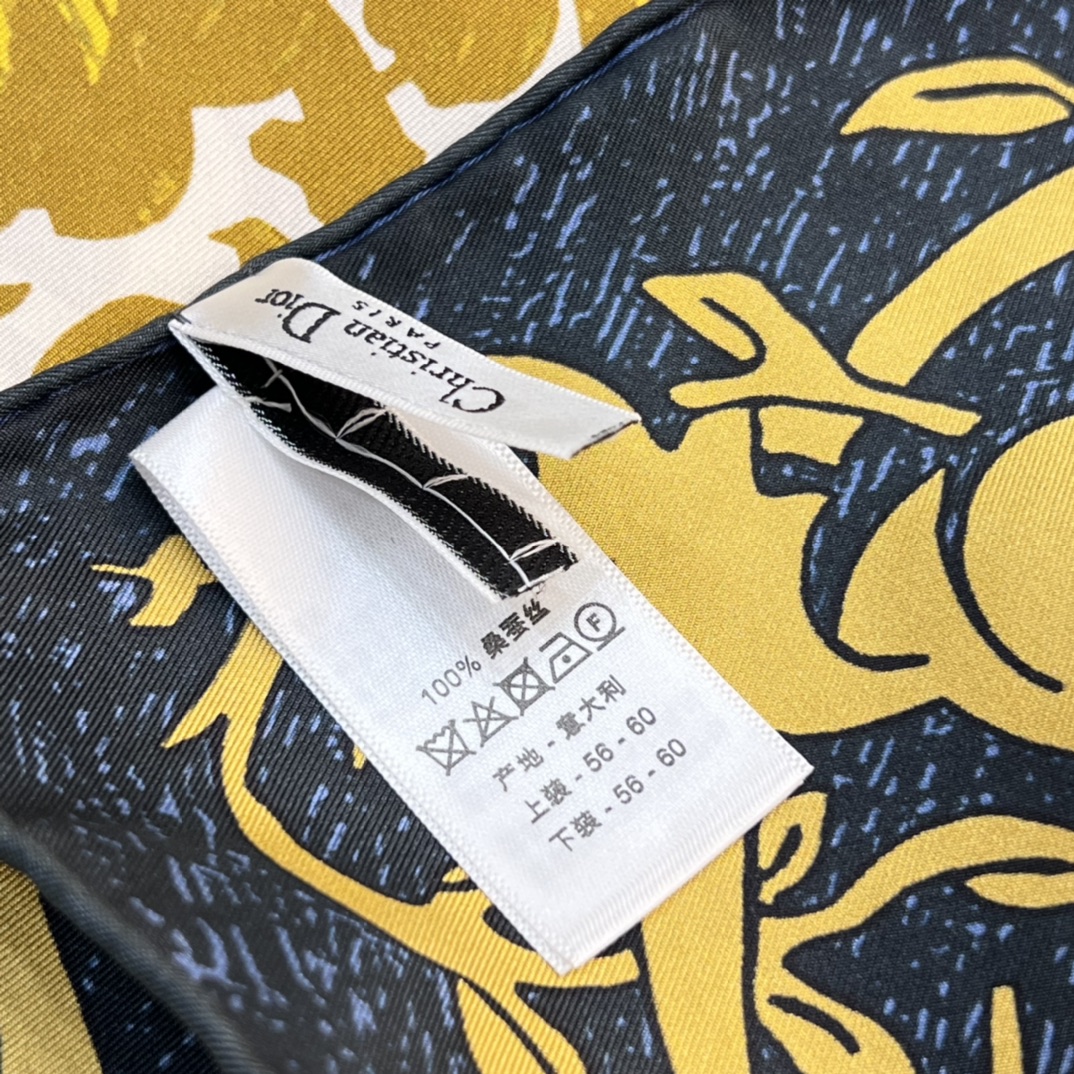 Christian Dior
PARIS
100% 桑蚕丝
F
产地 - 意大利
上装 - 56 - 60
下装 - 56 - 60